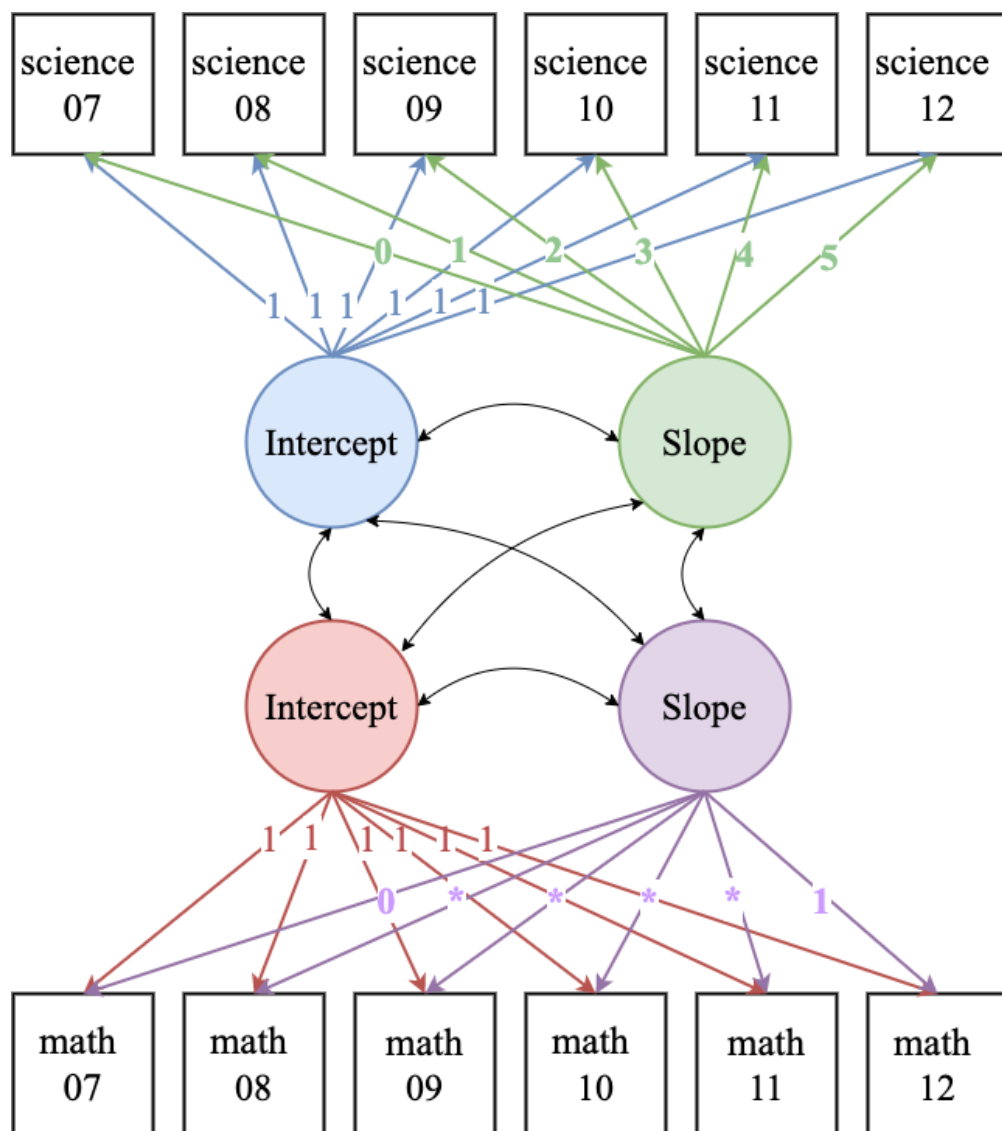 science science science science science science
07 08 09 10 11 12
0 1 2 3 4 5
1 1 1 1 1 1
Intercept Slope
Intercept Slope
1 1 1 1 1 1
0 * * * * 1
math math math math math math
07 08 09 10 11 12